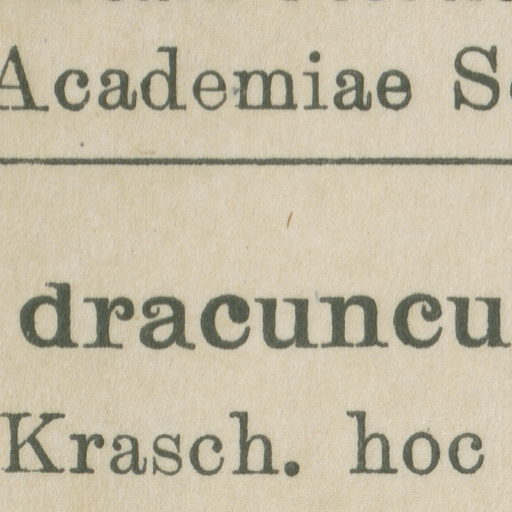 Academiae S
dracuncu
Krasch. hoc